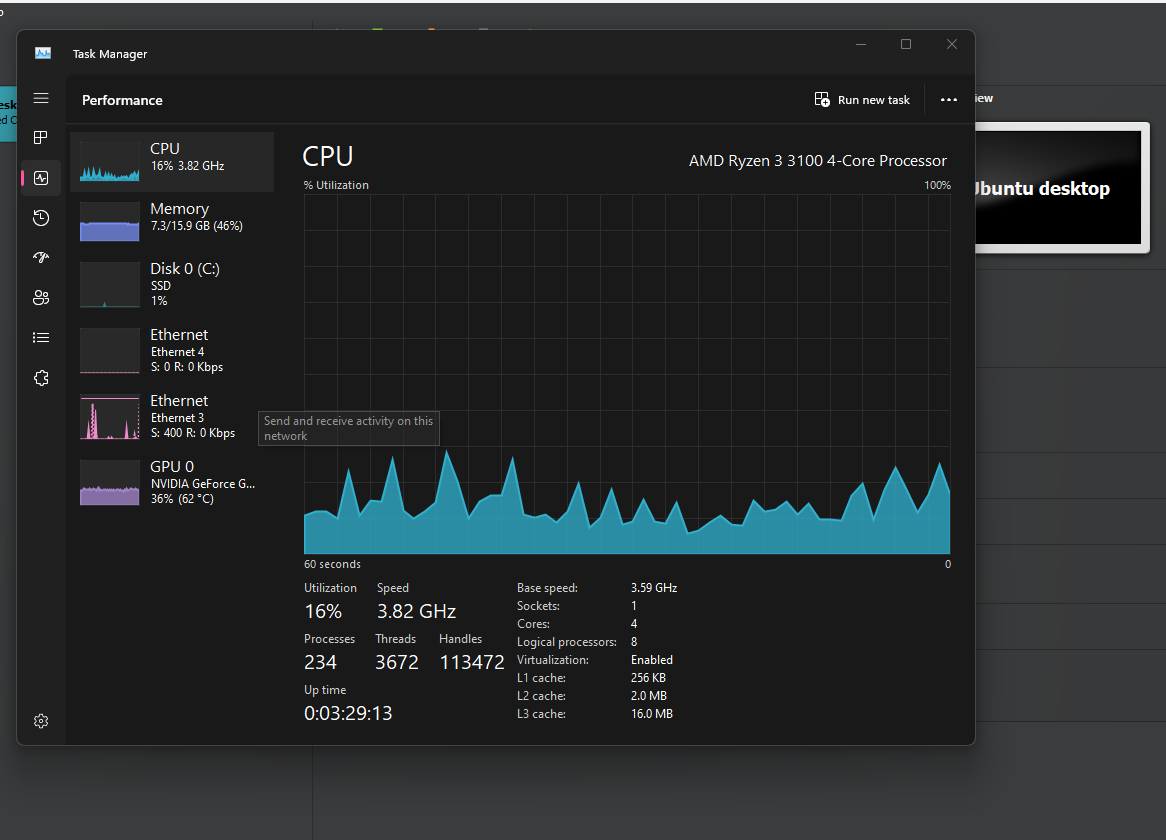 Task Manager
Performance
Run new task
CPU
16% 3.82 GHz
Memory
7.3/15.9 GB (46%)
Disk 0 (C:)
SSD
1%
Ethernet
Ethernet 4
S: 0 R: 0 Kbps
Ethernet
Ethernet 3
S: 400 R: 0 Kbps
GPU 0
NVIDIA GeForce G...
36% (62 °C)
CPU
AMD Ryzen 3 3100 4-Core Processor
% Utilization
100%
Send and receive activity on this
network
60 seconds
0
Utilization
Speed
16%
3.82 GHz
Processes
Threads
Handles
234
3672
113472
Up time
0:03:29:13
Base speed:
3.59 GHz
Sockets:
1
Cores:
4
Logical processors:
8
Virtualization:
Enabled
L1 cache:
256 KB
L2 cache:
2.0 MB
L3 cache:
16.0 MB
iew
Ubuntu desktop